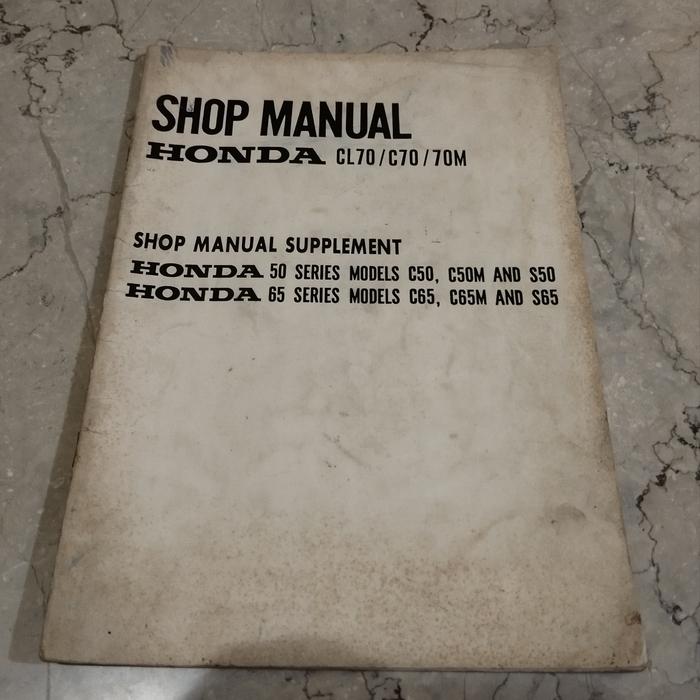 SHOP MANUAL
HONDA CL70/C70/70M
SHOP MANUAL SUPPLEMENT
HONDA 50 SERIES MODELS C50, C50M AND S50
HONDA 65 SERIES MODELS C65, C65M AND S65